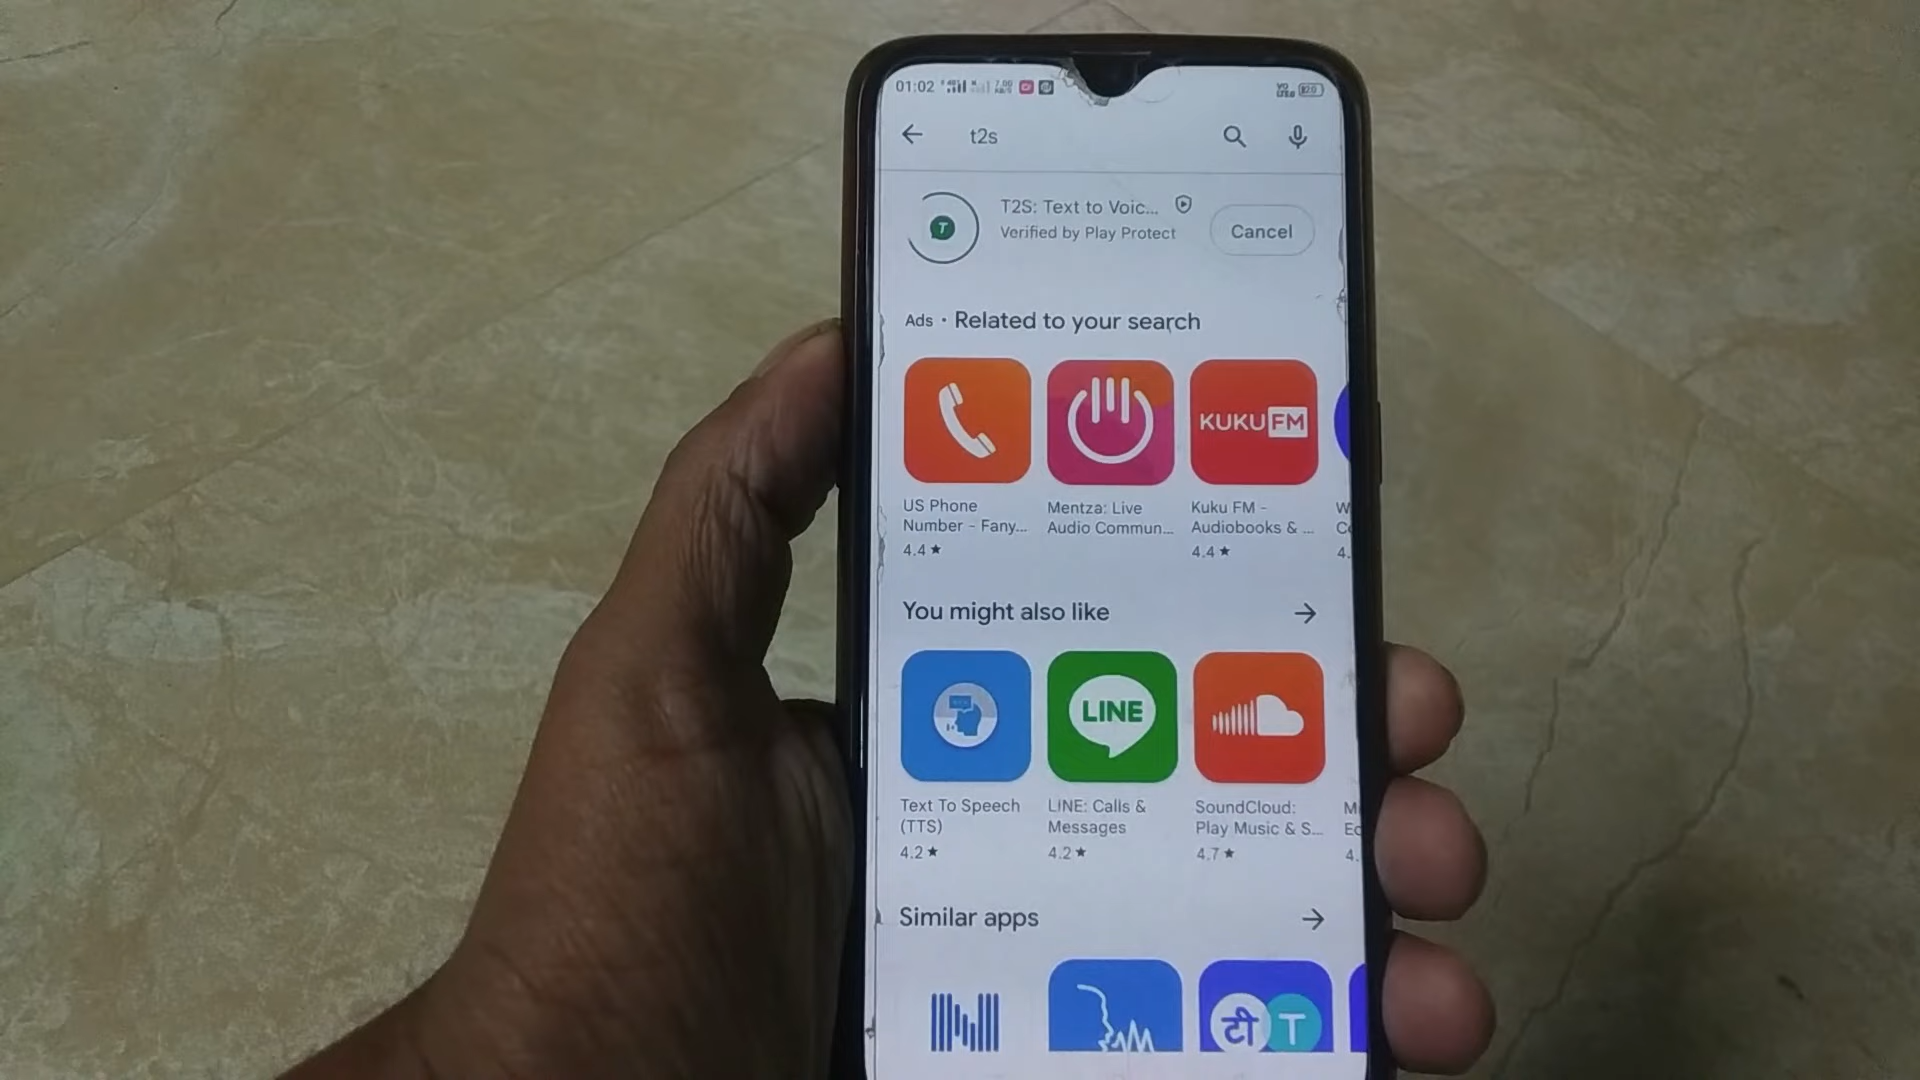 01:02
t2s
T2S: Text to Voic...
Verified by Play Protect
Cancel
Ads · Related to your search
KUKU FM
US Phone
Number - Fany...
4.4 ★
Mentza: Live
Audio Commun...
Kuku FM -
Audiobooks & ...
4.4 ★
W
4.
You might also like
LINE
Text To Speech
(TTS)
4.2 ★
LINE: Calls &
Messages
4.2 ★
SoundCloud:
Play Music & S...
4.7 ★
4.
Similar apps
टी T